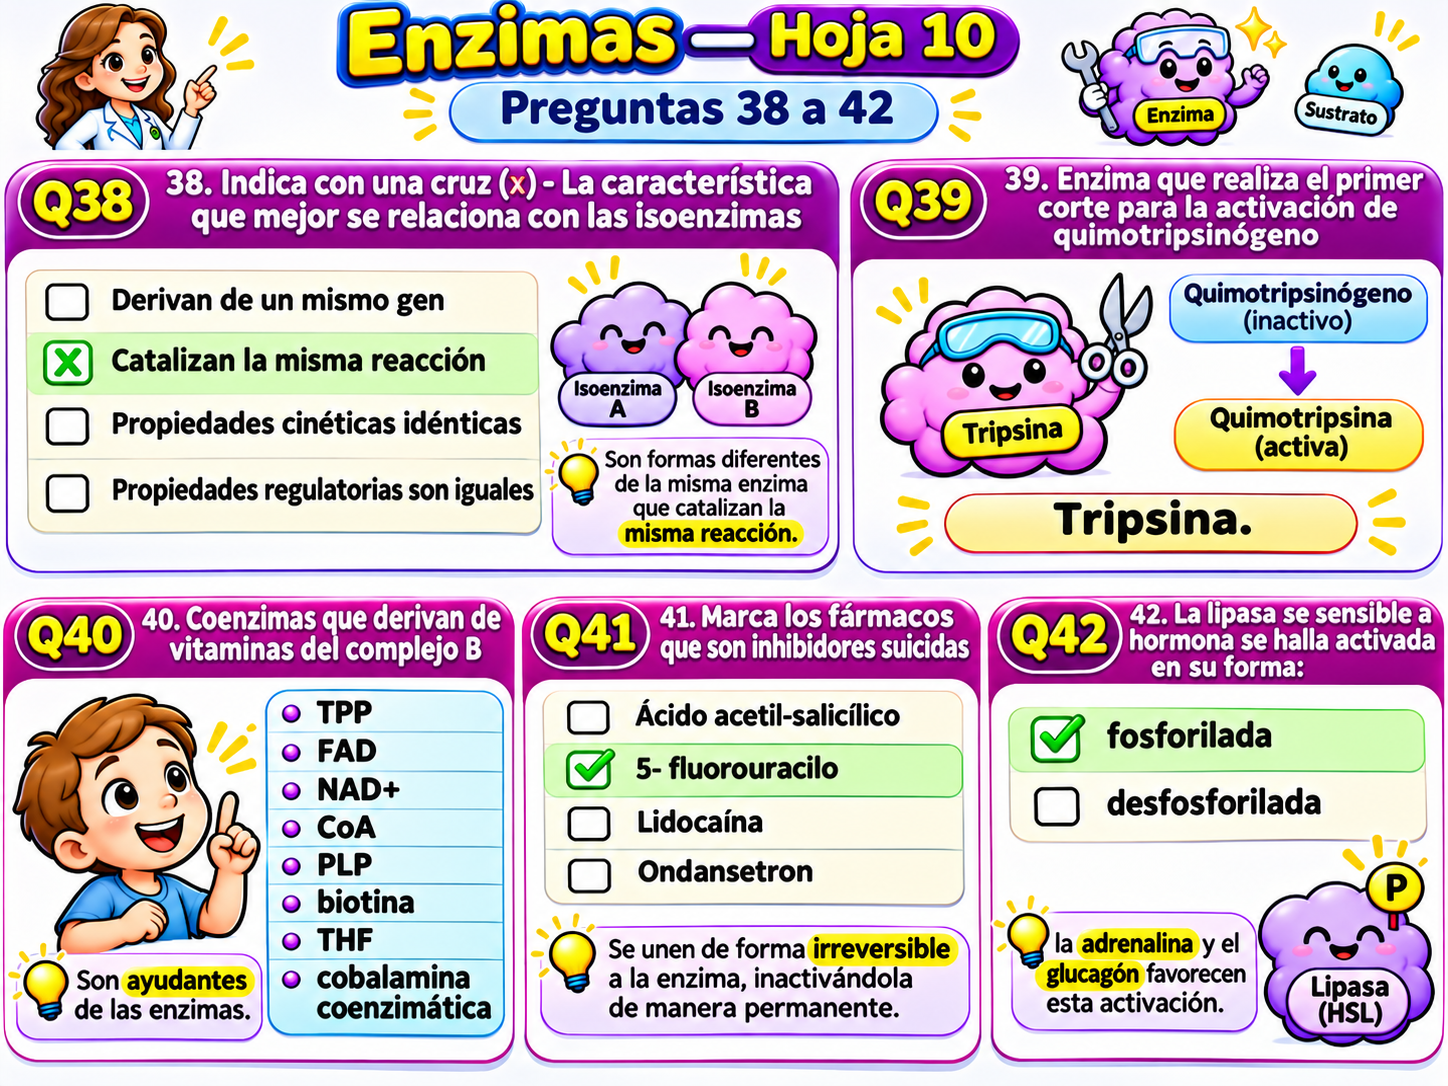 Enzimas — Hoja 10
Preguntas 38 a 42
Enzima
Sustrato
Q38
38. Indica con una cruz (x) - La característica
que mejor se relaciona con las isoenzimas
Derivan de un mismo gen
X Catalizan la misma reacción
Propiedades cinéticas idénticas
Propiedades regulatorias son iguales
Isoenzima
A
Isoenzima
B
Son formas diferentes
de la misma enzima
que catalizan la
misma reacción.
Q39
39. Enzima que realiza el primer
corte para la activación de
quimotripsinógeno
Tripsina
Quimotripsinógeno
(inactivo)
Quimotripsina
(activa)
Tripsina.
Q40
40. Coenzimas que derivan de
vitaminas del complejo B
TPP
FAD
NAD+
CoA
PLP
biotina
THF
cobalamina
coenzimática
Son ayudantes
de las enzimas.
Q41
41. Marca los fármacos
que son inhibidores suicidas
Ácido acetil-salicílico
5- fluorouracilo
Lidocaína
Ondansetron
Se unen de forma irreversible
a la enzima, inactivándola
de manera permanente.
Q42
42. La lipasa se sensible a
hormona se halla activada
en su forma:
fosforilada
desfosforilada
la adrenalina y el
glucagón favorecen
esta activación.
P
Lipasa
(HSL)